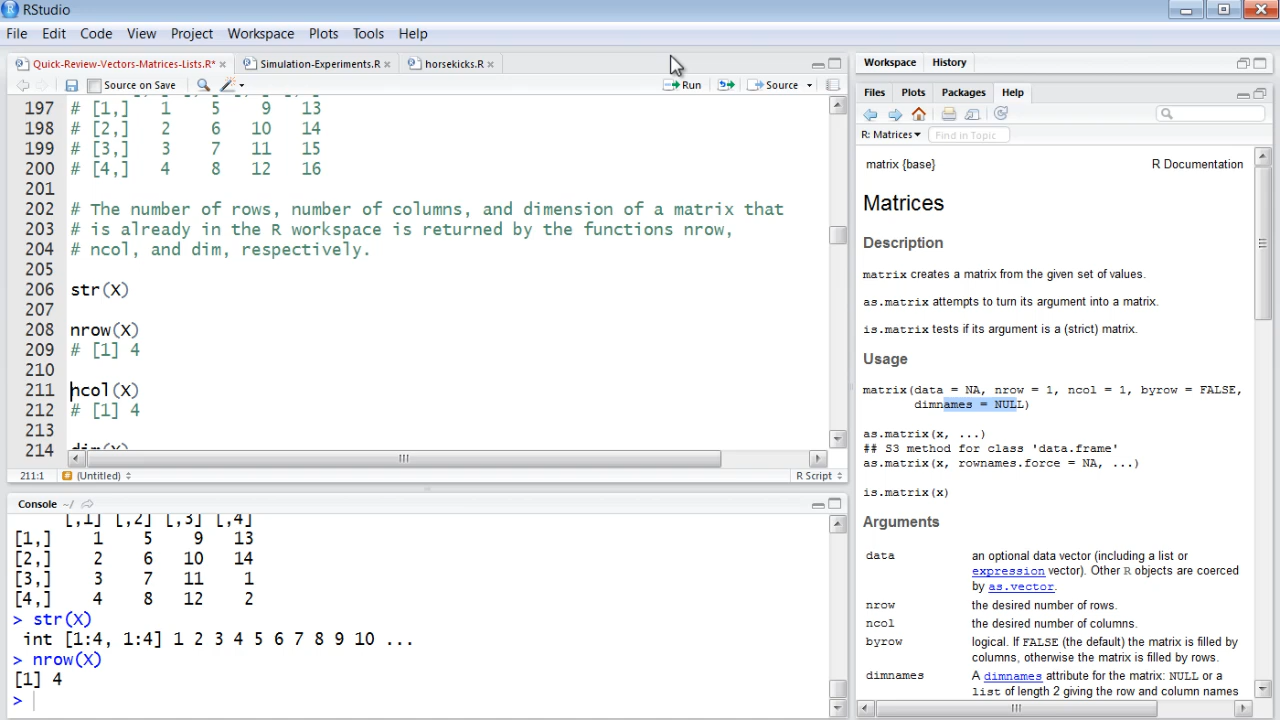 RStudio
File Edit Code View Project Workspace Plots Tools Help
Quick-Review-Vectors-Matrices-Lists.R* Simulation-Experiments.R horsekicks.R
Source on Save Run Source
197 # [1,] 1 5 9 13
198 # [2,] 2 6 10 14
199 # [3,] 3 7 11 15
200 # [4,] 4 8 12 16
201
202 # The number of rows, number of columns, and dimension of a matrix that
203 # is already in the R workspace is returned by the functions nrow,
204 # ncol, and dim, respectively.
205
206 str(X)
207
208 nrow(X)
209 # [1] 4
210
211 ncol(X)
212 # [1] 4
213
214 dim(X)
211:1 (Untitled) R Script
Console ~/
[,1] [,2] [,3] [,4]
[1,] 1 5 9 13
[2,] 2 6 10 14
[3,] 3 7 11 1
[4,] 4 8 12 2
> str(X)
int [1:4, 1:4] 1 2 3 4 5 6 7 8 9 10 ...
> nrow(X)
[1] 4
>
Workspace History
Files Plots Packages Help
R: Matrices Find in Topic
matrix {base} R Documentation
Matrices
Description
matrix creates a matrix from the given set of values.
as.matrix attempts to turn its argument into a matrix.
is.matrix tests if its argument is a (strict) matrix.
Usage
matrix(data = NA, nrow = 1, ncol = 1, byrow = FALSE,
dimnames = NULL)
as.matrix(x, ...)
## S3 method for class 'data.frame'
as.matrix(x, rownames.force = NA, ...)
is.matrix(x)
Arguments
data an optional data vector (including a list or
expression vector). Other R objects are coerced
by as.vector.
nrow the desired number of rows.
ncol the desired number of columns.
byrow logical. If FALSE (the default) the matrix is filled by
columns, otherwise the matrix is filled by rows.
dimnames A dimnames attribute for the matrix: NULL or a
list of length 2 giving the row and column names